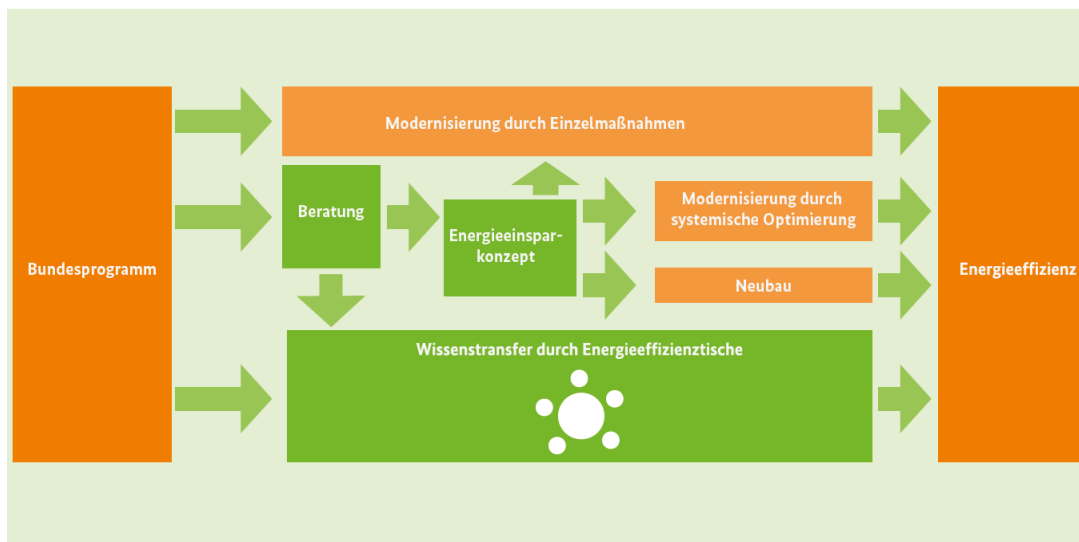 Modernisierung durch Einzelmaßnahmen
Beratung
Modernisierung durch
systemische Optimierung
Energieeinspar-
konzept
Bundesprogramm
Energieeffizienz
Neubau
Wissenstransfer durch Energieeffizienztische